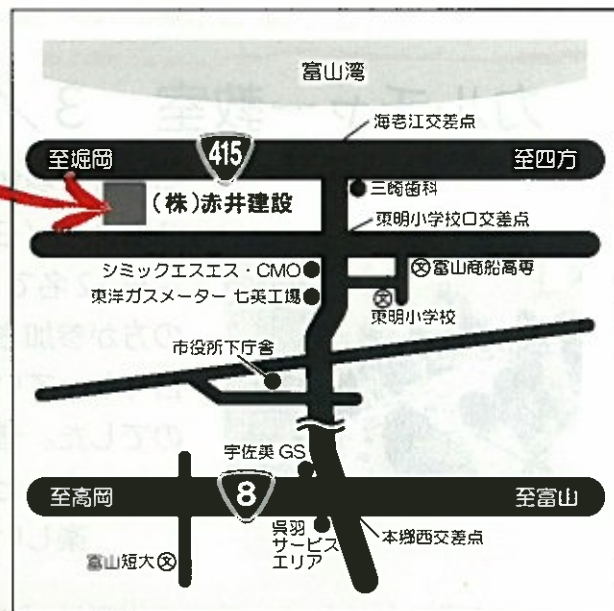 富山湾
海老江交差点
至堀岡
415
至四方
三崎歯科
(株)赤井建設
東明小学校口交差点
シミックエスエス・CMO
文富山商船高専
東洋ガスメーター 七美工場
文
東明小学校
市役所下庁舎
宇佐美 GS
至高岡
8
至富山
呉羽
サービス
エリア
本郷西交差点
富山短大文